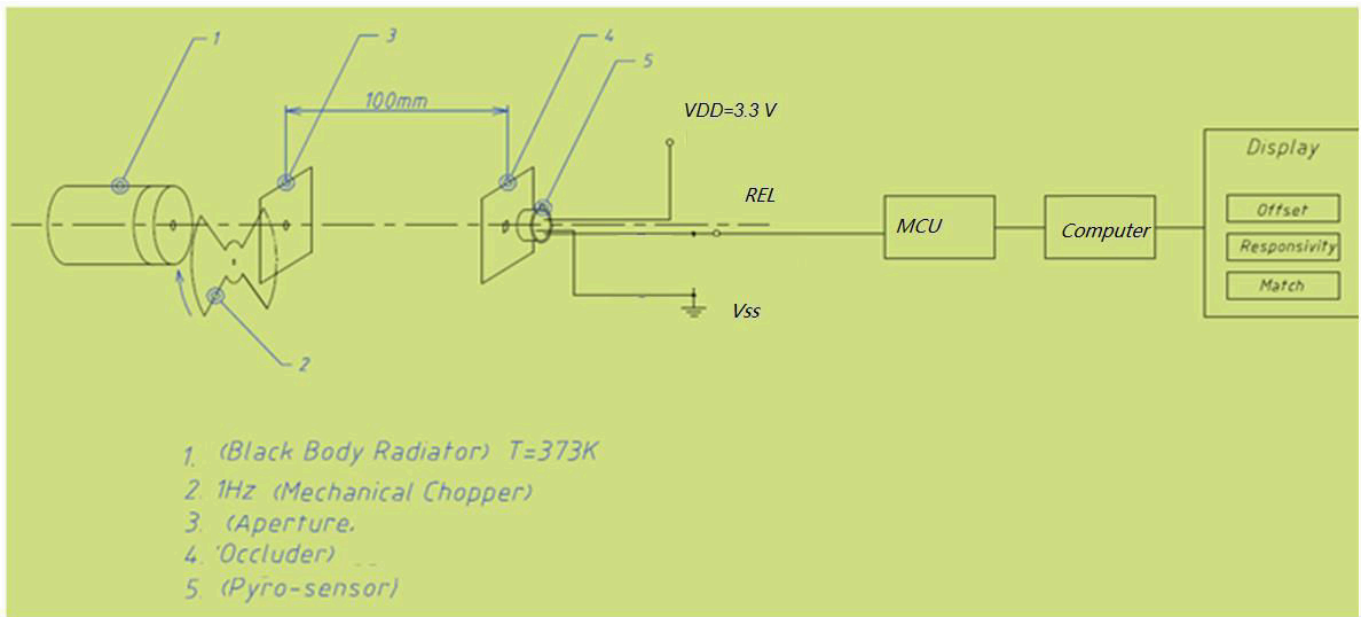 1
3
4
5
100mm
VDD=3.3 V
REL
MCU
Computer
Display
Offset
Responsivity
Match
Vss
2
1. (Black Body Radiator) T=373K
2. 1Hz (Mechanical Chopper)
3. (Aperture.
4. 'Occluder)
5. (Pyro-sensor)